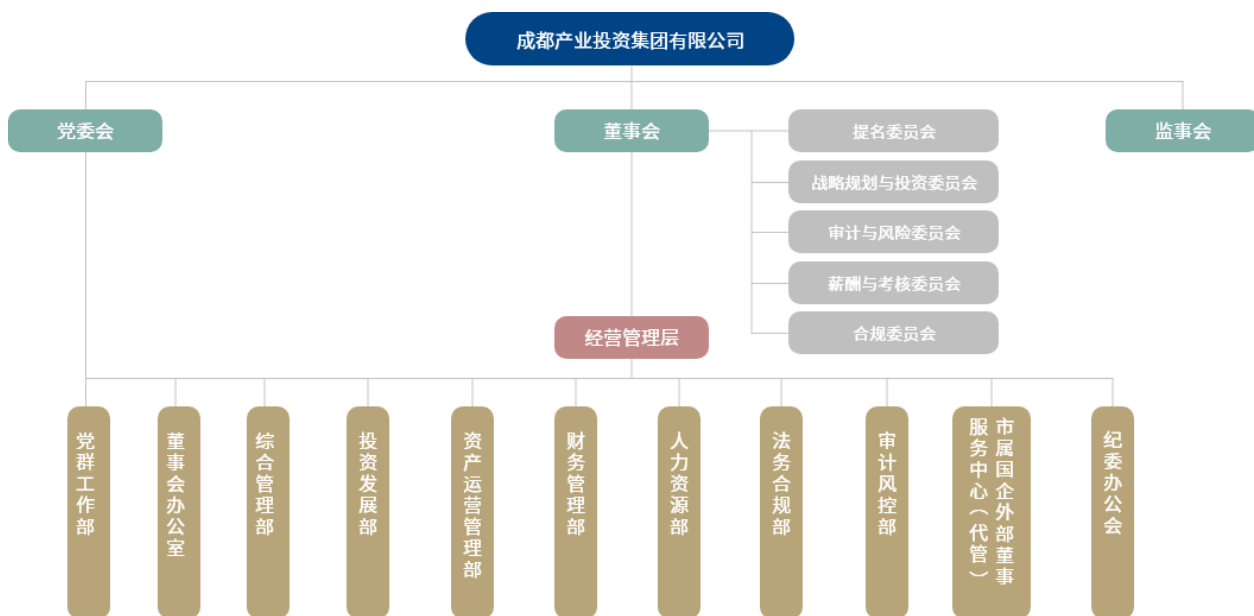 成都产业投资集团有限公司
党委会
董事会
监事会
提名委员会
战略规划与投资委员会
审计与风险委员会
薪酬与考核委员会
合规委员会
经营管理层
党群工作部
董事会办公室
综合管理部
投资发展部
资产运营管理部
财务管理部
人力资源部
法务合规部
审计风控部
市属国企外部董事
服务中心（代管）
纪委办公会